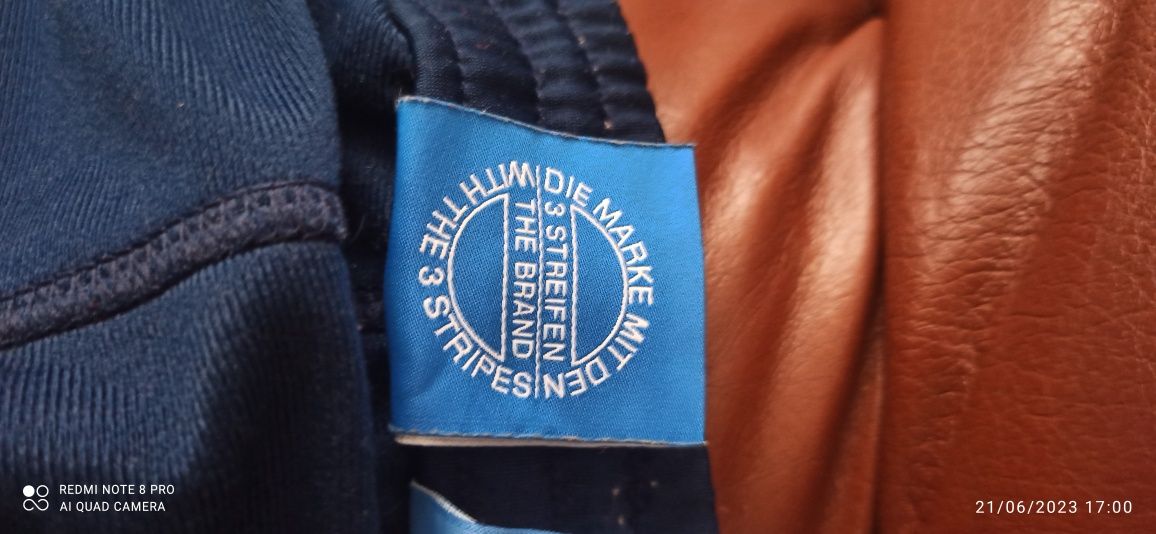 DIE MARKE MIT DEN
3 STREIFEN
THE BRAND
WITH THE 3 STRIPES
REDMI NOTE 8 PRO
AI QUAD CAMERA
21/06/2023 17:00